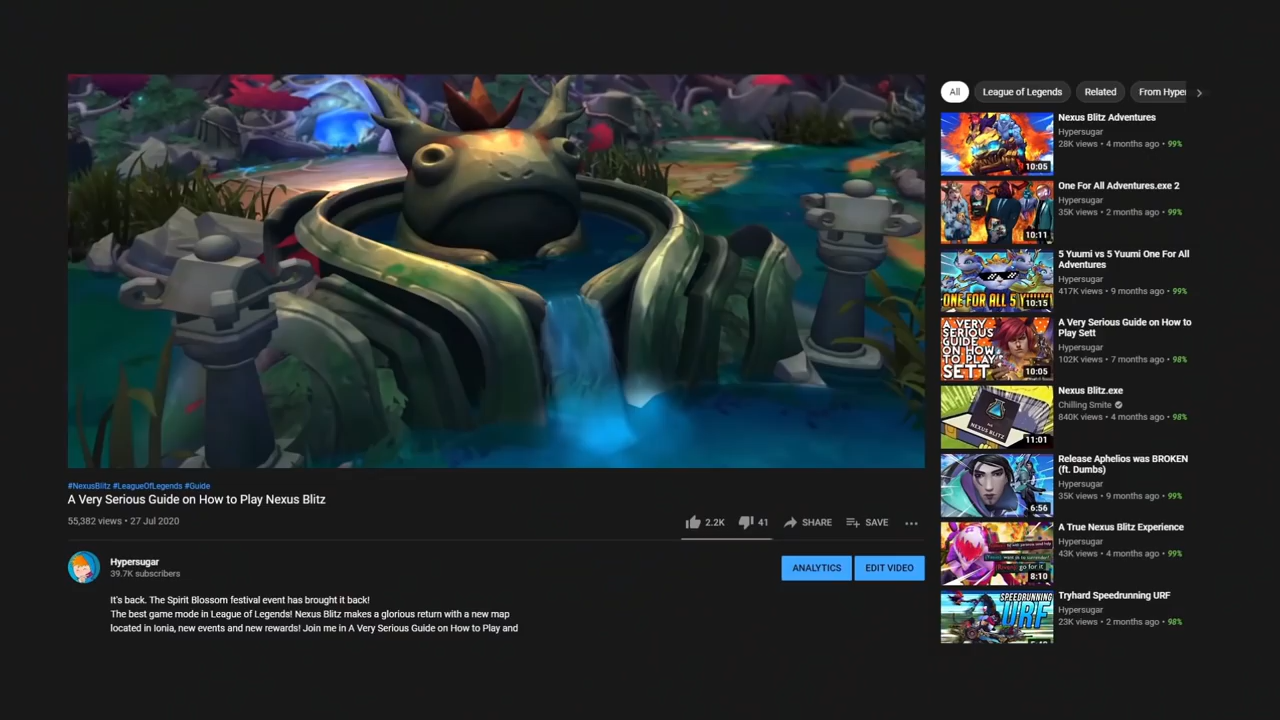 #NexusBlitz #LeagueOfLegends #Guide
A Very Serious Guide on How to Play Nexus Blitz
55,382 views • 27 Jul 2020
2.2K
41
SHARE
SAVE
Hypersugar
39.7K subscribers
ANALYTICS
EDIT VIDEO
It's back. The Spirit Blossom festival event has brought it back!
The best game mode in League of Legends! Nexus Blitz makes a glorious return with a new map
located in Ionia, new events and new rewards! Join me in A Very Serious Guide on How to Play and
All
League of Legends
Related
From Hyper
10:05
Nexus Blitz Adventures
Hypersugar
28K views • 4 months ago • 99%
10:11
One For All Adventures.exe 2
Hypersugar
35K views • 2 months ago • 99%
ONE FOR ALL 5
10:15
5 Yuumi vs 5 Yuumi One For All
Adventures
Hypersugar
417K views • 9 months ago • 99%
A VERY
SERIOUS
GUIDE
ON HOW
TO PLAY
SETT
10:05
A Very Serious Guide on How to
Play Sett
Hypersugar
102K views • 7 months ago • 98%
NEXUS BLITZ
11:01
Nexus Blitz.exe
Chilling Smite
840K views • 4 months ago • 98%
6:56
Release Aphelios was BROKEN
(ft. Dumbs)
Hypersugar
35K views • 9 months ago • 99%
go for it
8:10
A True Nexus Blitz Experience
Hypersugar
43K views • 4 months ago • 99%
SPEEDRUNNING
URF
Tryhard Speedrunning URF
Hypersugar
23K views • 2 months ago • 98%